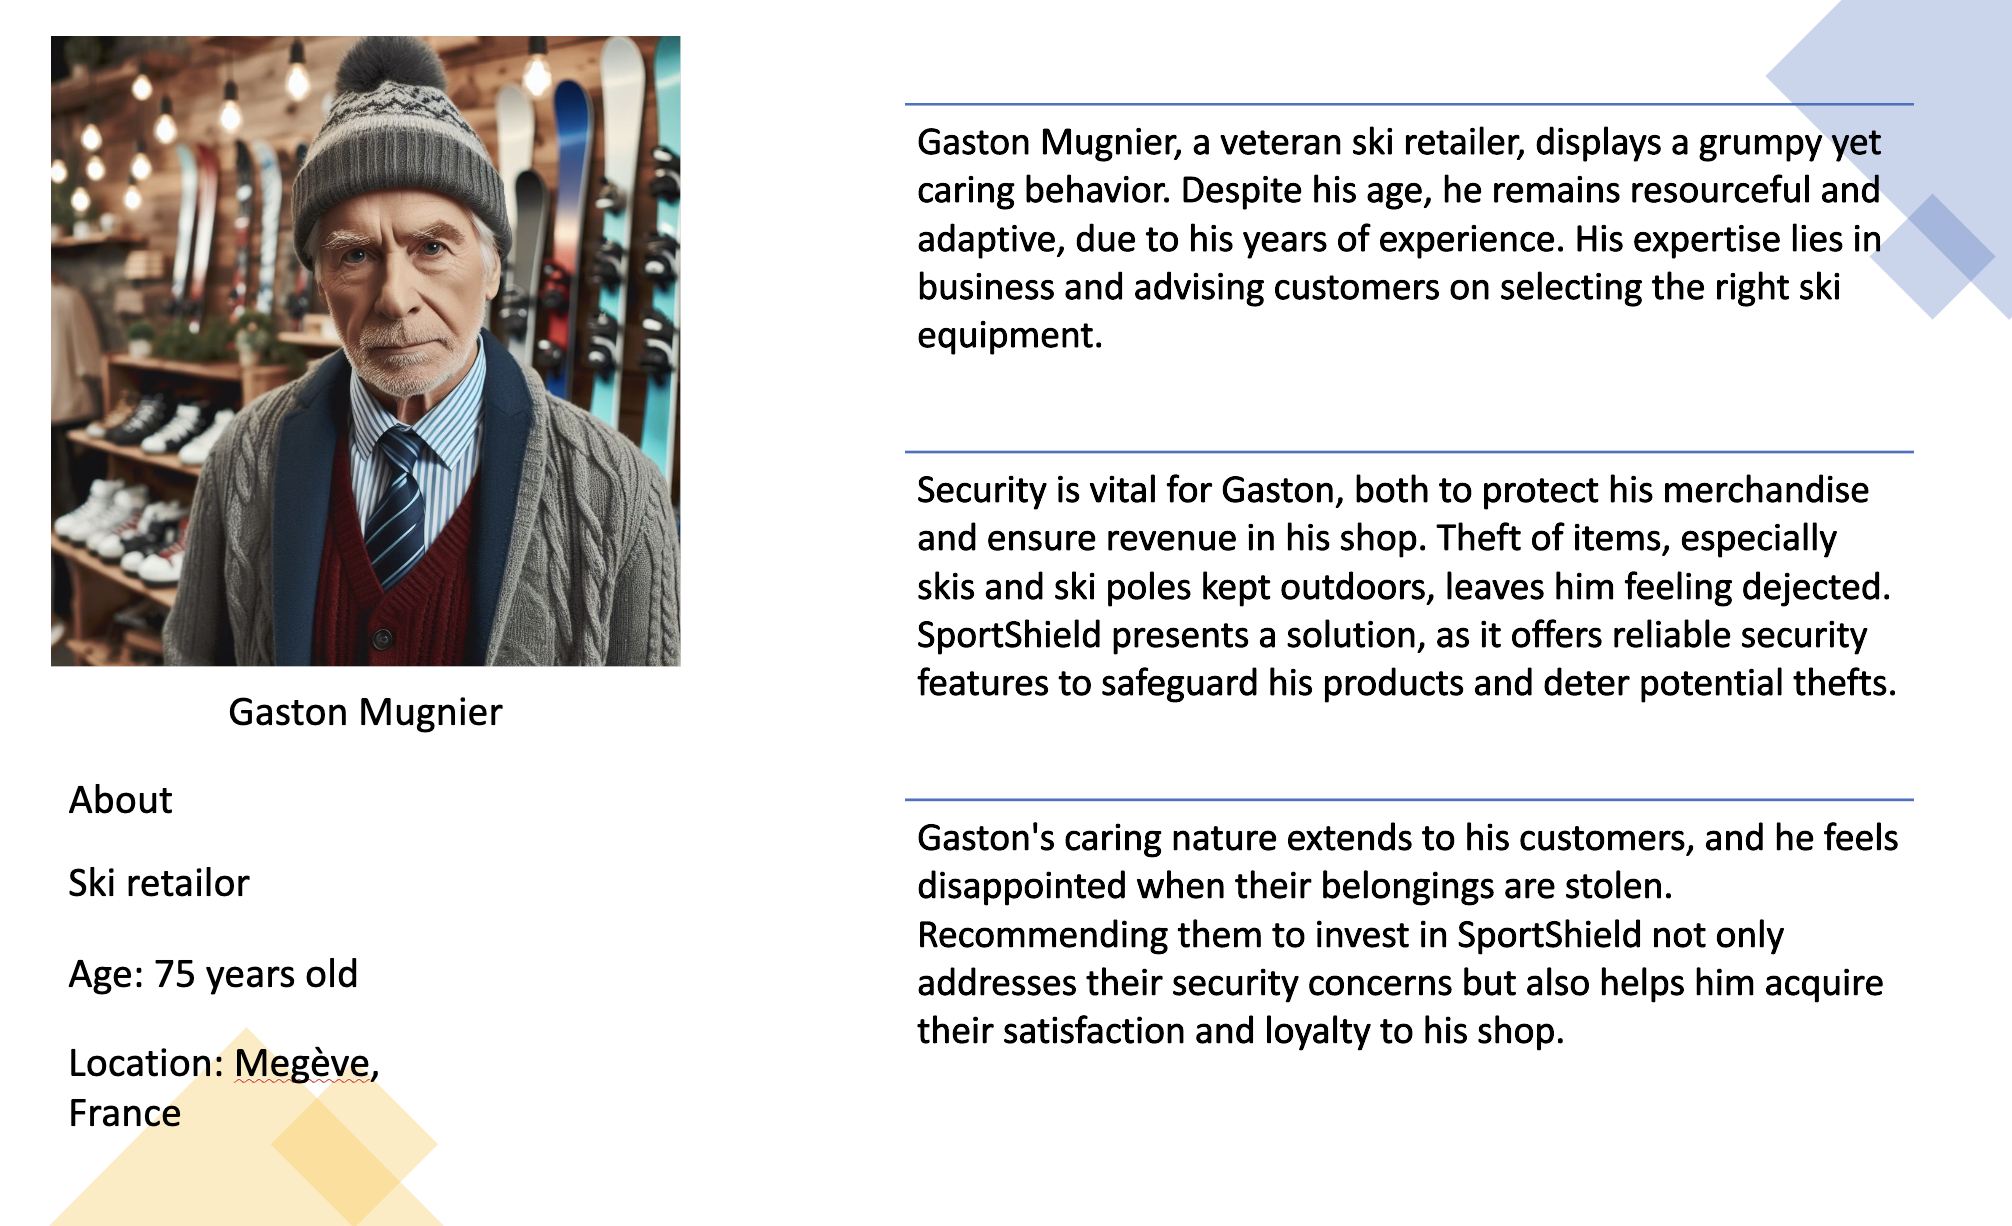 Gaston Mugnier
About
Ski retailor
Age: 75 years old
Location: Megève,
France
Gaston Mugnier, a veteran ski retailer, displays a grumpy yet
caring behavior. Despite his age, he remains resourceful and
adaptive, due to his years of experience. His expertise lies in
business and advising customers on selecting the right ski
equipment.
Security is vital for Gaston, both to protect his merchandise
and ensure revenue in his shop. Theft of items, especially
skis and ski poles kept outdoors, leaves him feeling dejected.
SportShield presents a solution, as it offers reliable security
features to safeguard his products and deter potential thefts.
Gaston's caring nature extends to his customers, and he feels
disappointed when their belongings are stolen.
Recommending them to invest in SportShield not only
addresses their security concerns but also helps him acquire
their satisfaction and loyalty to his shop.